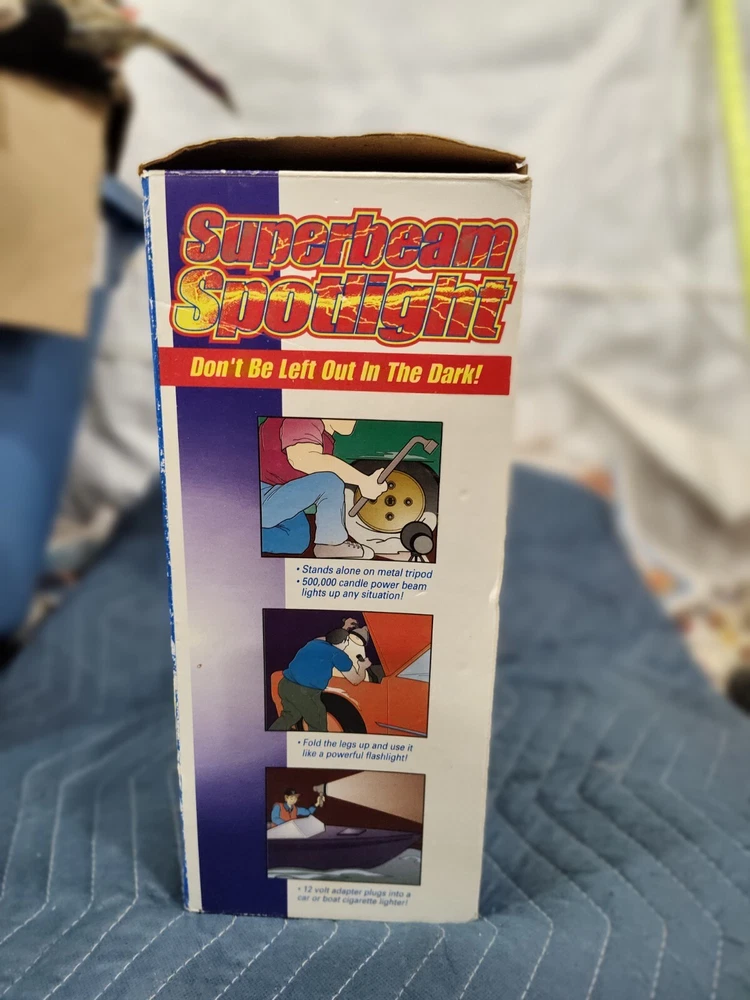 Superbeam
Spotlight
Don't Be Left Out In The Dark!
• Stands alone on metal tripod
• 500,000 candle power beam
lights up any situation!
• Fold the legs up and use it
like a powerful flashlight!
• 12 volt adapter plugs into a
car or boat cigarette lighter!